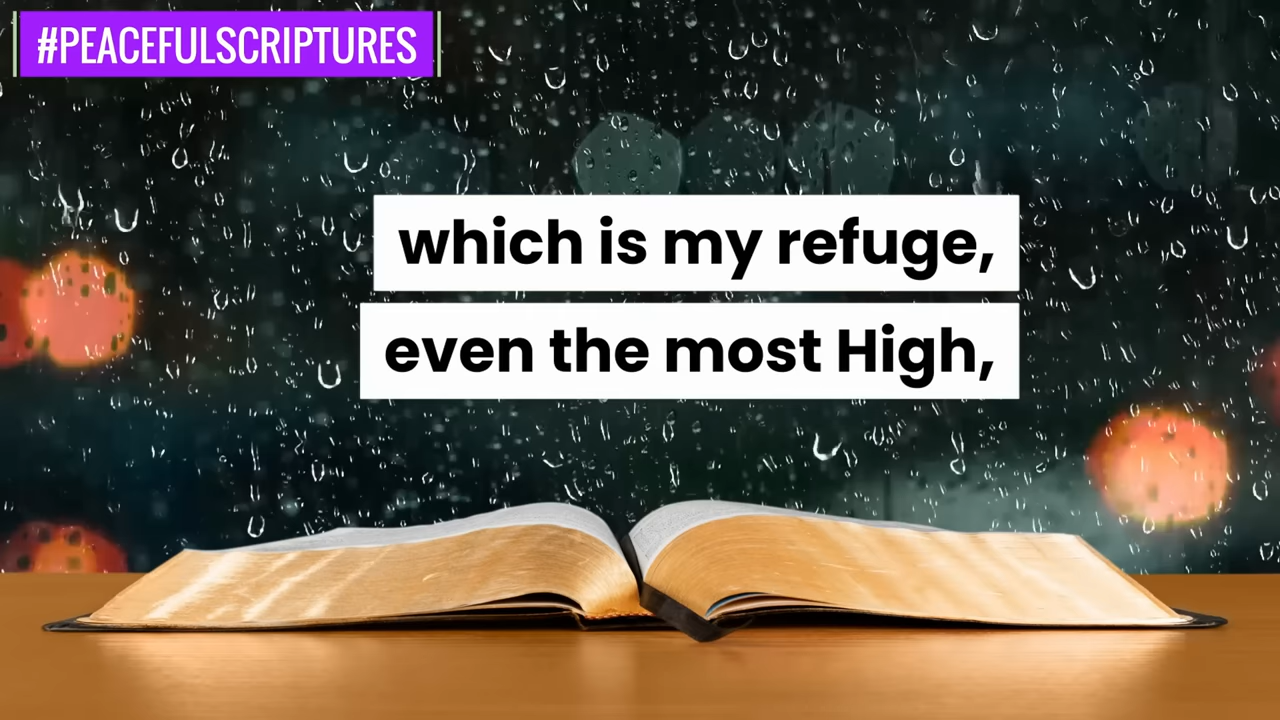 #PEACEFULSCRIPTURES
which is my refuge,
even the most High,